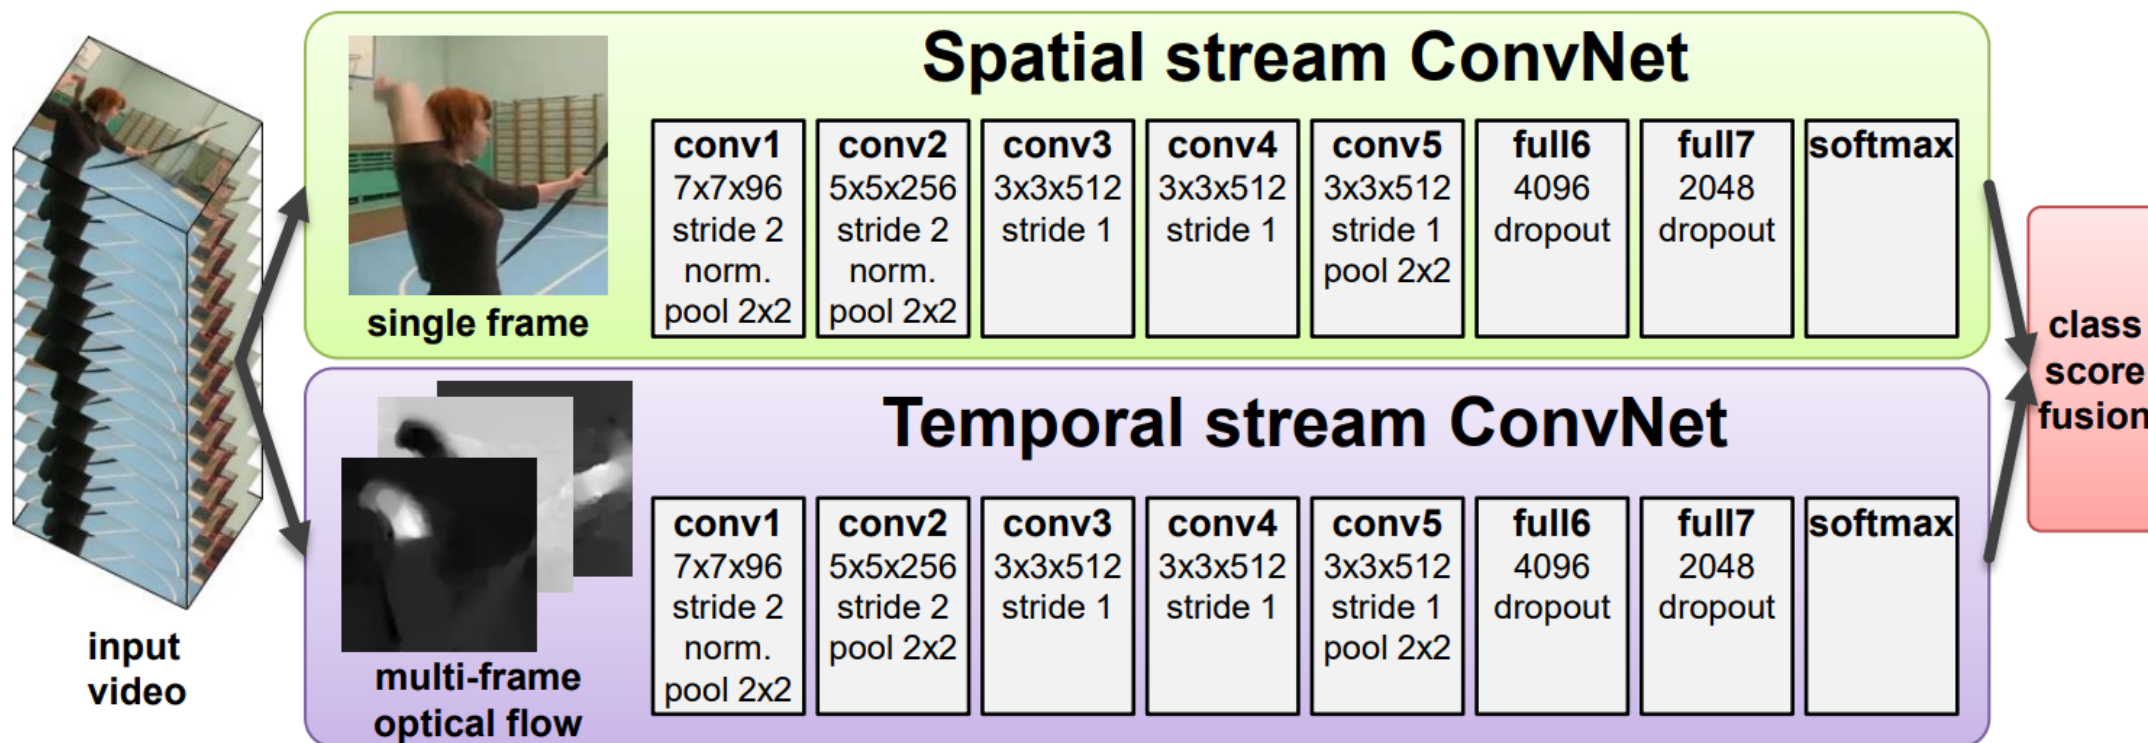 Spatial stream ConvNet
single frame
conv1
7x7x96
stride 2
norm.
pool 2x2
conv2
5x5x256
stride 2
norm.
pool 2x2
conv3
3x3x512
stride 1
conv4
3x3x512
stride 1
conv5
3x3x512
stride 1
pool 2x2
full6
4096
dropout
full7
2048
dropout
softmax
input
video
Temporal stream ConvNet
multi-frame
optical flow
conv1
7x7x96
stride 2
norm.
pool 2x2
conv2
5x5x256
stride 2
pool 2x2
conv3
3x3x512
stride 1
conv4
3x3x512
stride 1
conv5
3x3x512
stride 1
pool 2x2
full6
4096
dropout
full7
2048
dropout
softmax
class
score
fusion